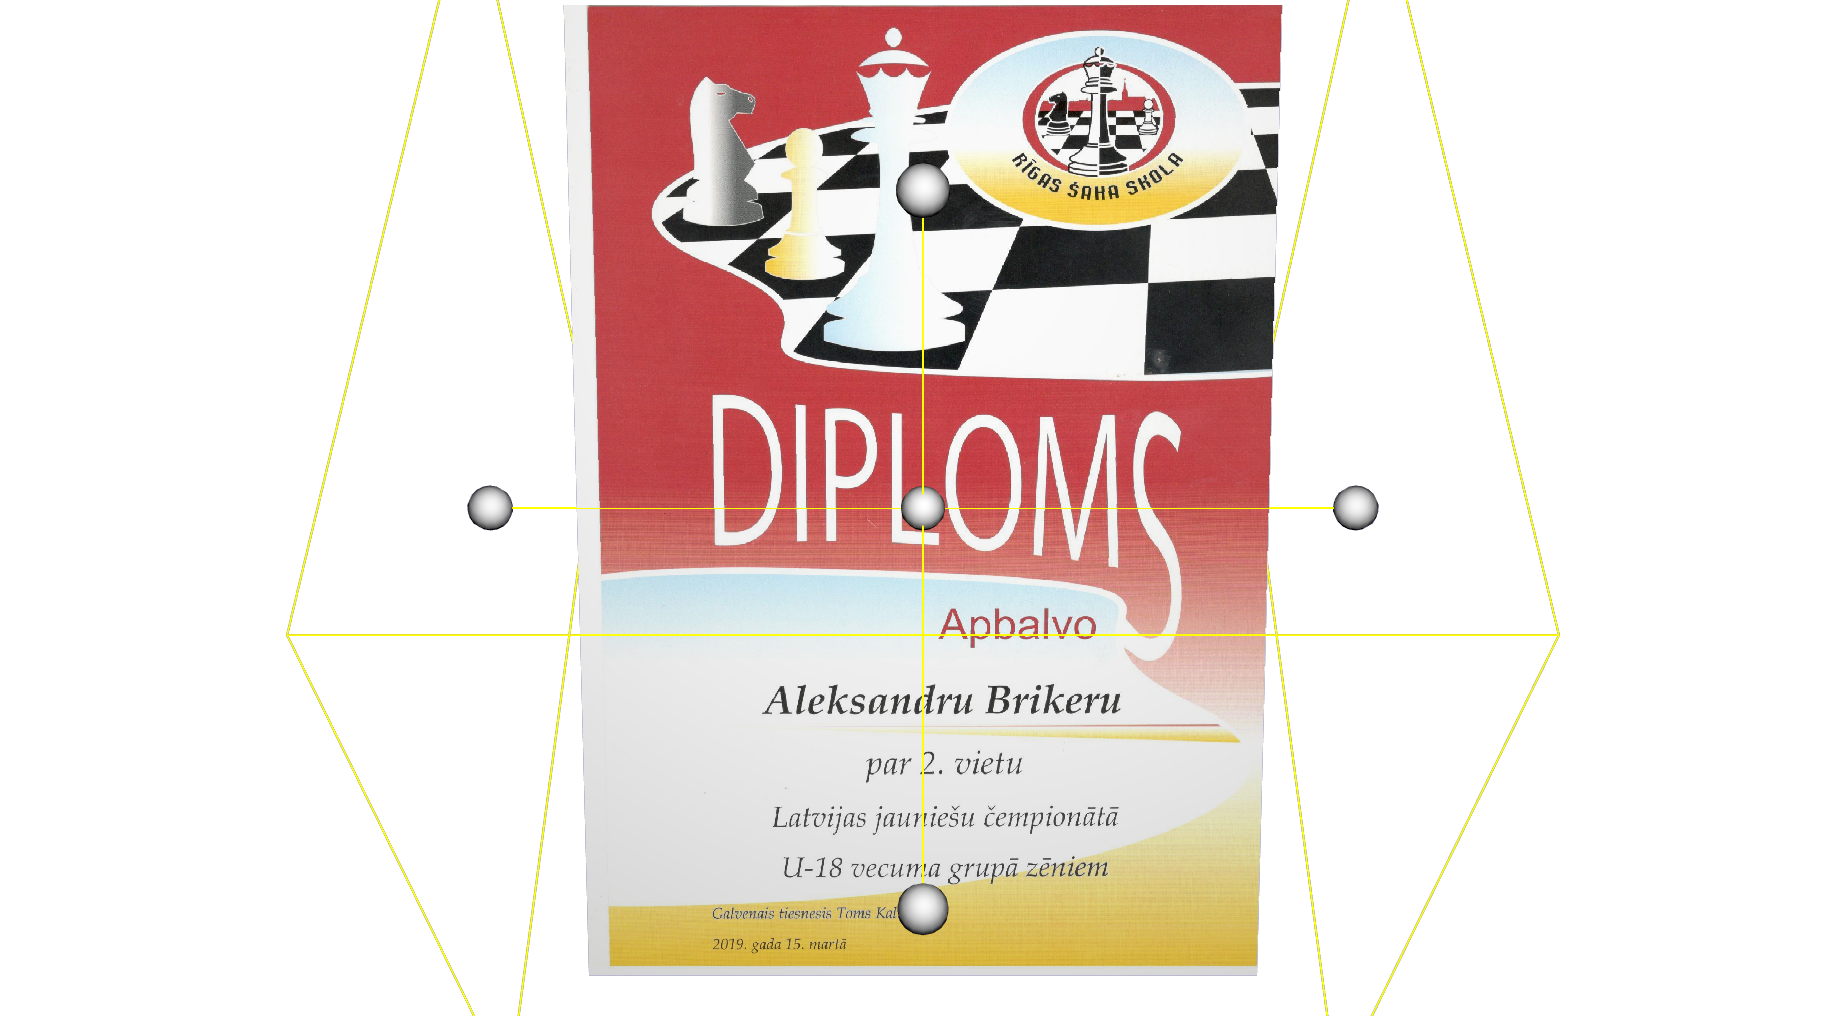 RĪGAS ŠAHA SKOLA
DIPLOMS
Apbalvo
Aleksandru Brikeru
par 2. vietu
Latvijas jauniešu čempionātā
U-18 vecuma grupā zēniem
Galvenais tiesnesis Toms
2019. gada 15. martā